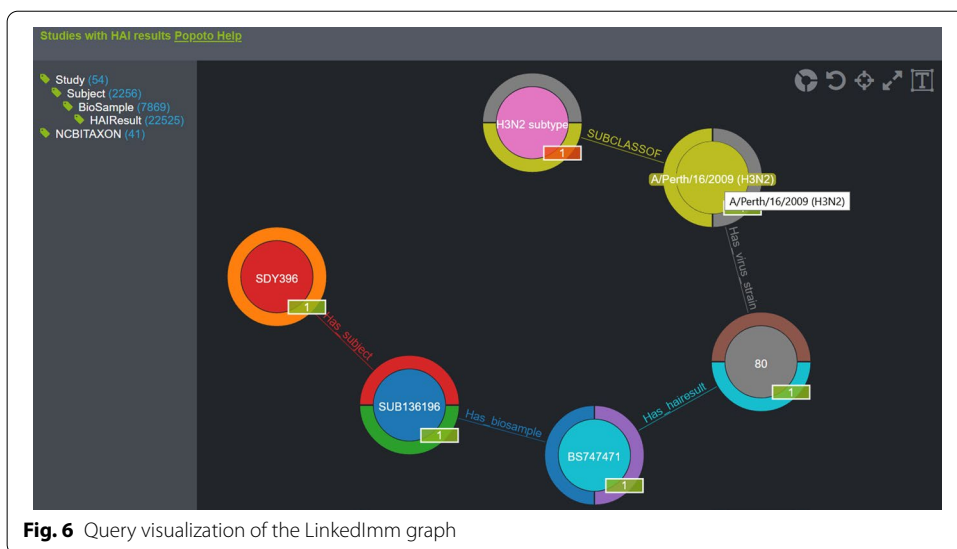 Studies with HAI results Popoto Help
Study (54)
Subject (2256)
BioSample (7869)
HAIResult (22525)
NCBITAXON (41)
H3N2 subtype
1
SUBCLASSOF
A/Perth/16/2009 (H3N2)
A/Perth/16/2009 (H3N2)
Has_virus_strain
SDY396
1
Has_subject
80
1
SUB136196
1
Has_biosample
Has_hairesult
BS747471
1
T
Fig. 6 Query visualization of the LinkedImm graph